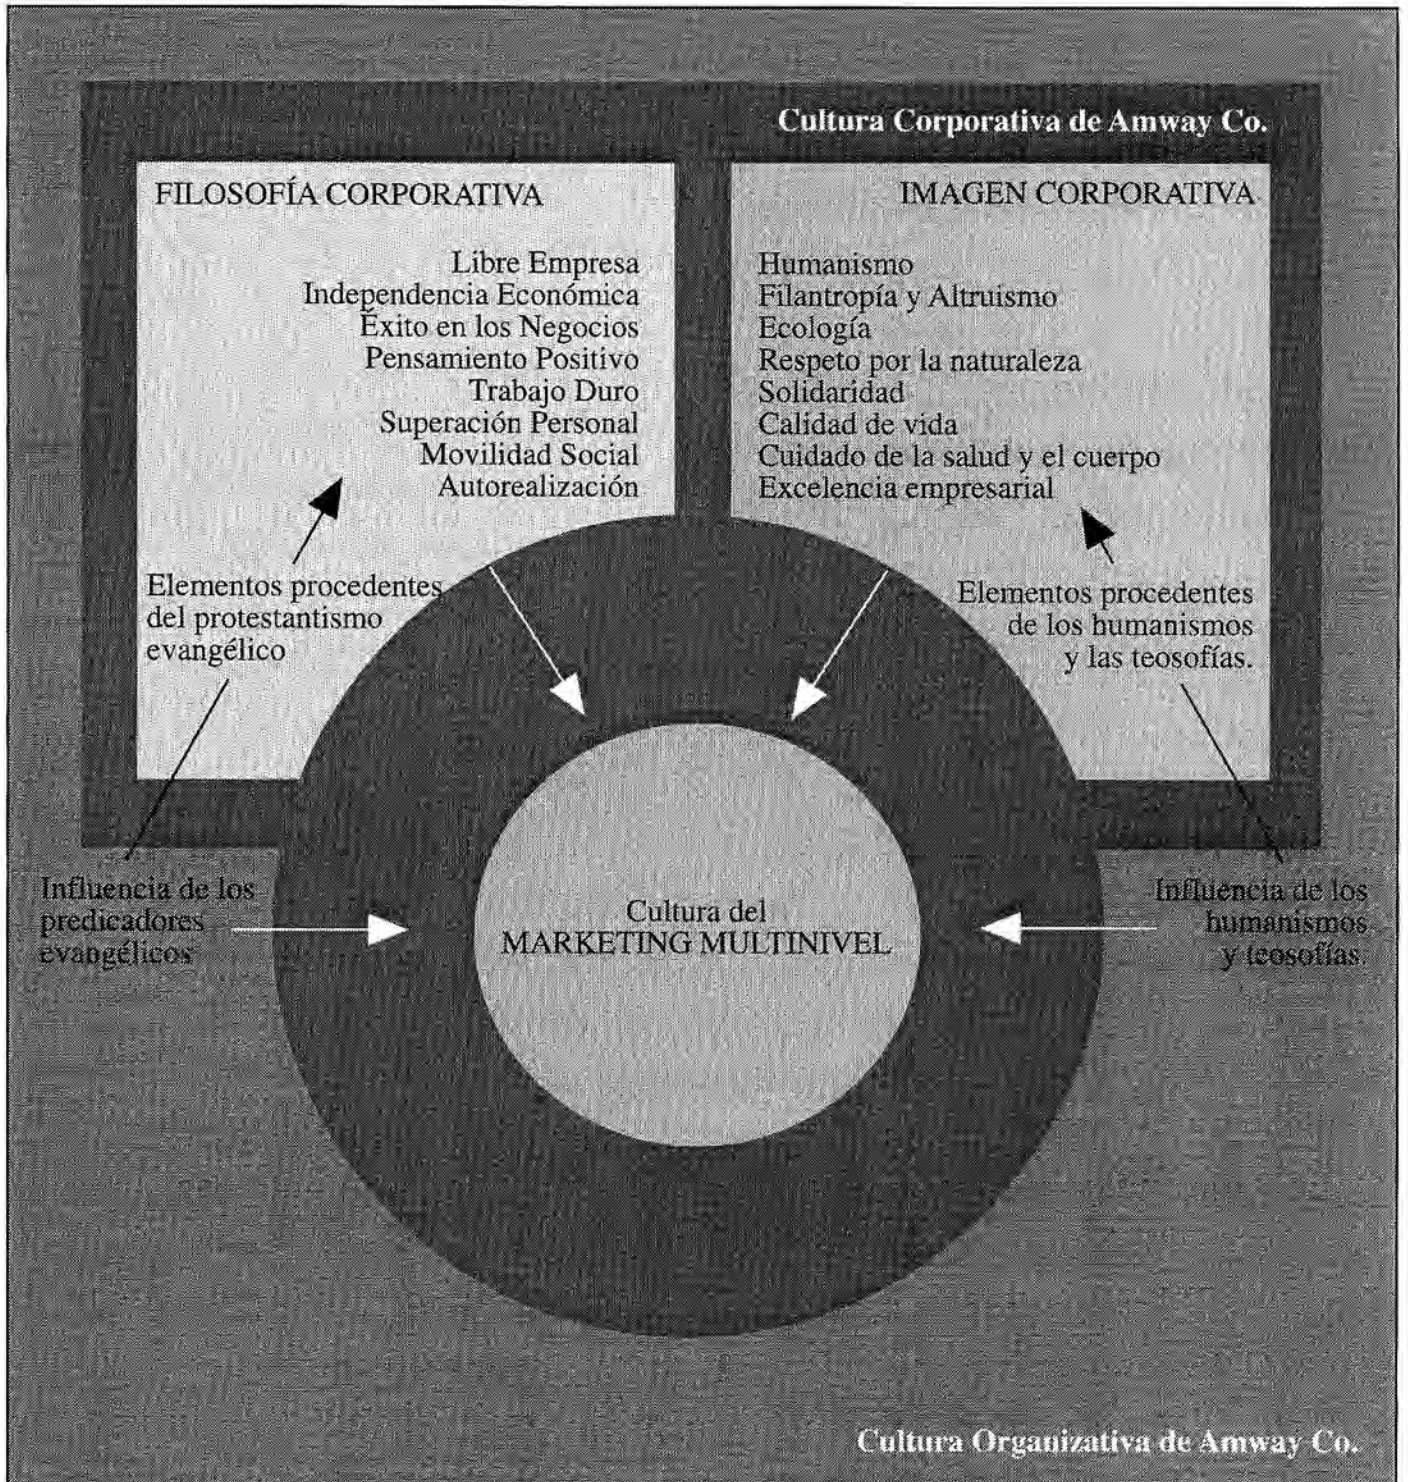 Cultura Corporativa de Amway Co.
FILOSOFÍA CORPORATIVA
Libre Empresa
Independencia Económica
Éxito en los Negocios
Pensamiento Positivo
Trabajo Duro
Superación Personal
Movilidad Social
Autorealización
Elementos procedentes
del protestantismo
evangélico
IMAGEN CORPORATIVA
Humanismo
Filantropía y Altruismo
Ecología
Respeto por la naturaleza
Solidaridad
Calidad de vida
Cuidado de la salud y el cuerpo
Excelencia empresarial
Elementos procedentes
de los humanismos
y las teosofías.
Influencia de los
predicadores
evangélicos
Cultura del
MARKETING MULTINIVEL
Influencia de los
humanismos
y teosofías.
Cultura Organizativa de Amway Co.